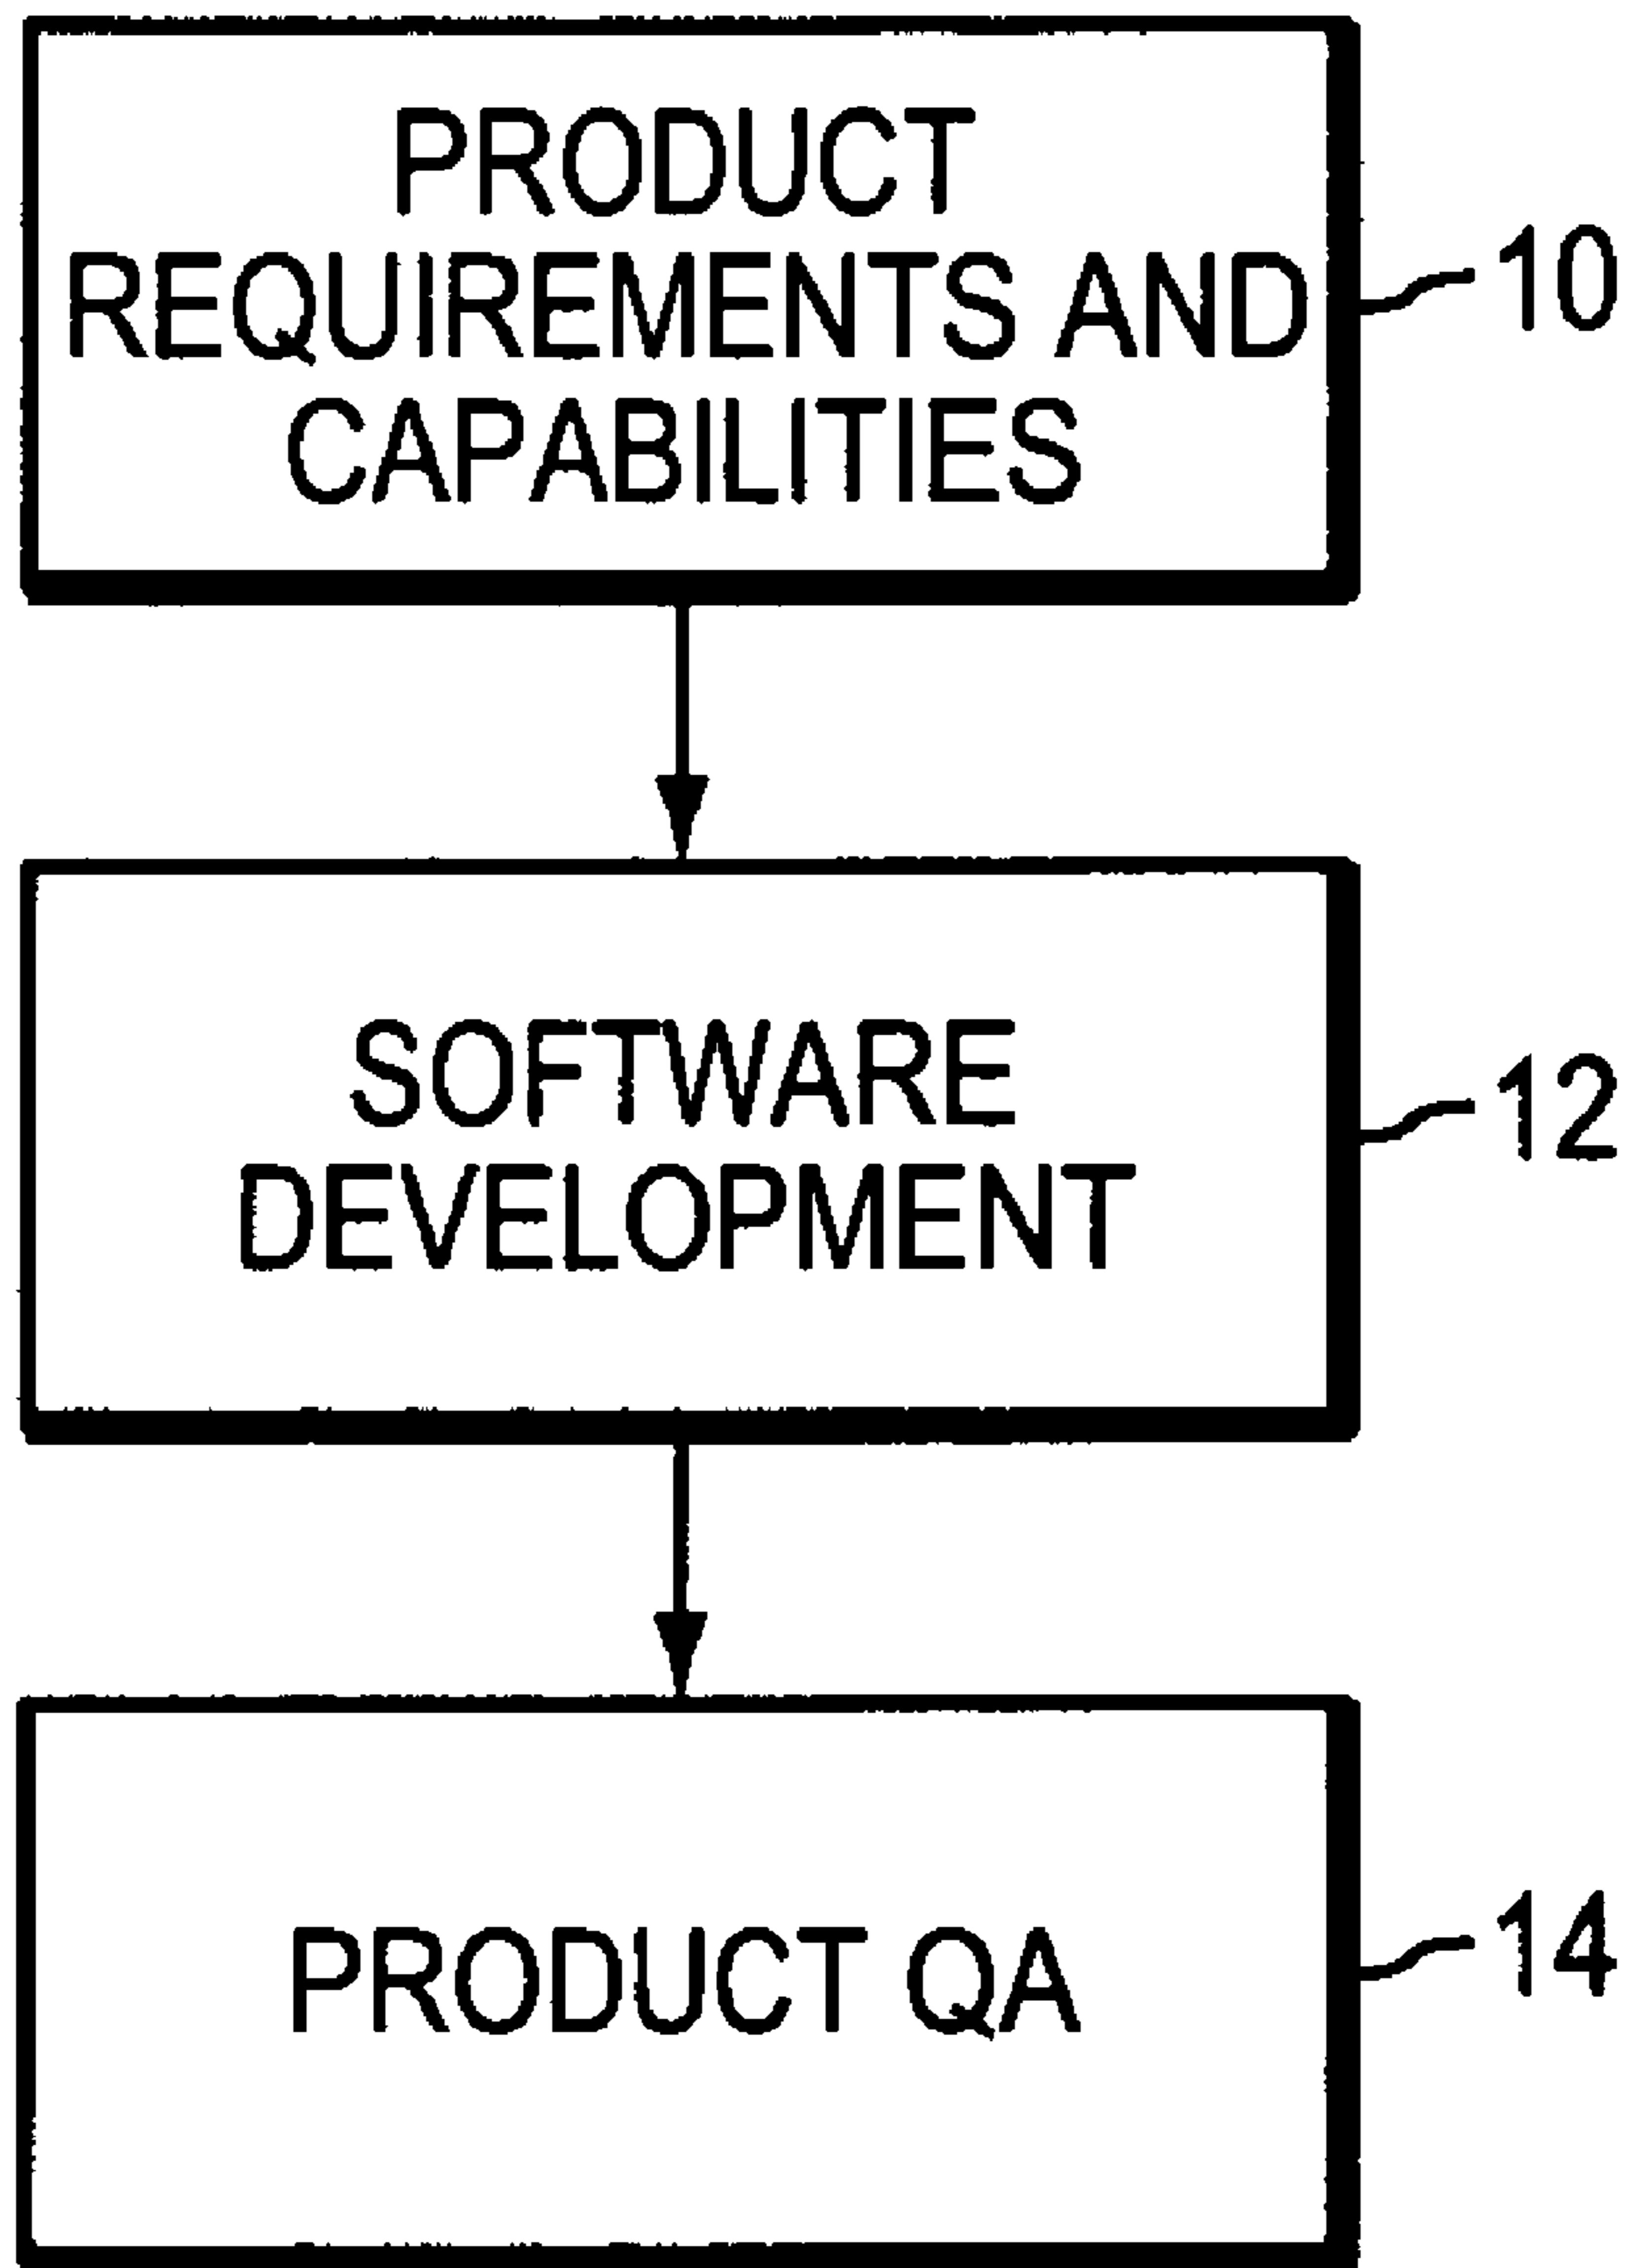 PRODUCT
REQUIREMENTS AND
CAPABILITIES
10
SOFTWARE
DEVELOPMENT
12
PRODUCT QA
14